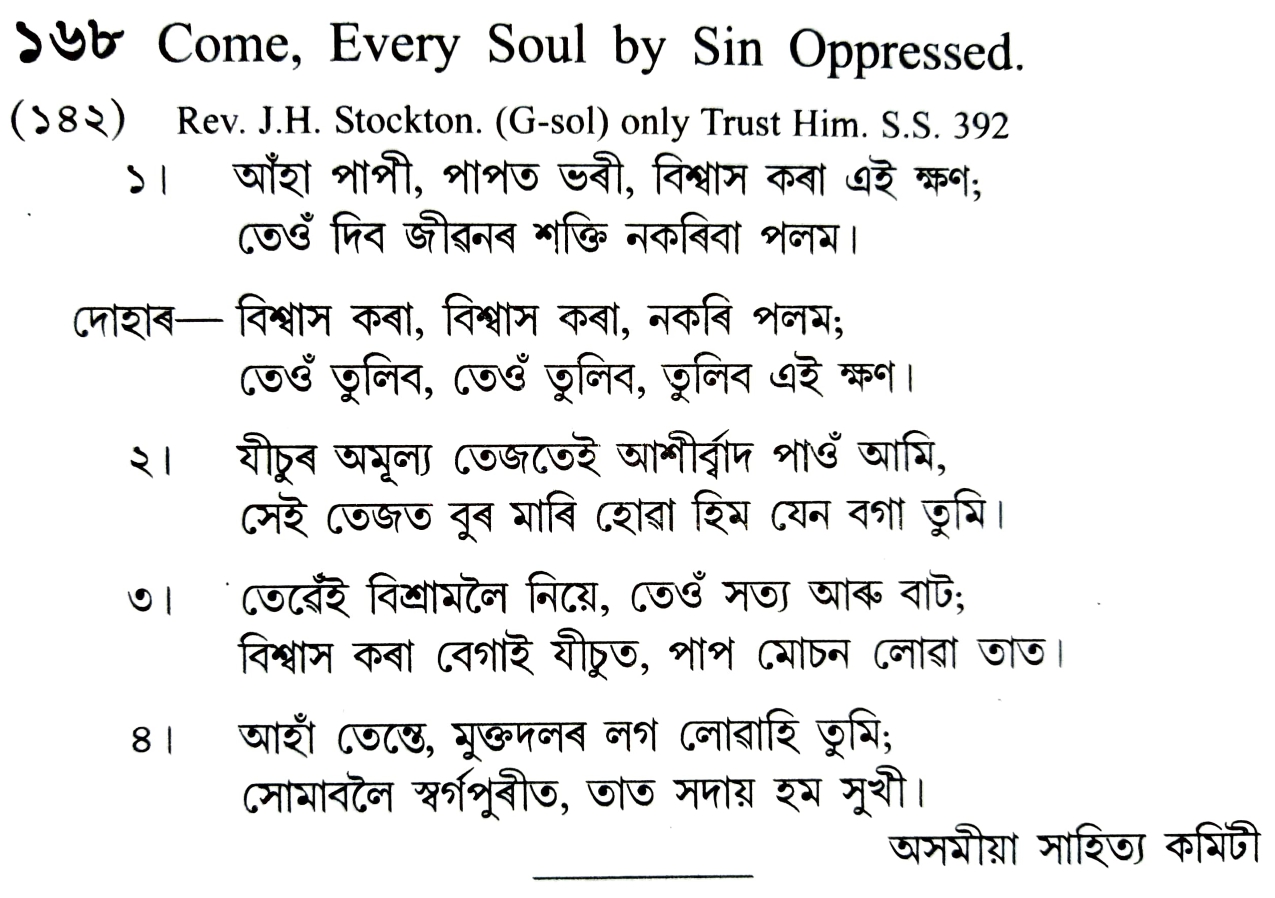 ১৬৮ Come, Every Soul by Sin Oppressed.
(১৪২) Rev. J.H. Stockton. (G-sol) only Trust Him. S.S. 392
১। আঁহা পাপী, পাপত ভৰী, বিশ্বাস কৰা এই ক্ষণ;
তেওঁ দিব জীৱনৰ শক্তি নকৰিবা পলম।
দোহাৰ— বিশ্বাস কৰা, বিশ্বাস কৰা, নকৰি পলম;
তেওঁ তুলিব, তেওঁ তুলিব, তুলিব এই ক্ষণ।
২। যীচুৰ অমূল্য তেজতেই আশীৰ্ব্বাদ পাওঁ আমি,
সেই তেজত বুৰ মাৰি হোৱা হিম যেন বগা তুমি।
৩। তেৱেঁই বিশ্ৰামলৈ নিয়ে, তেওঁ সত্য আৰু বাট;
বিশ্বাস কৰা বেগাই যীচুত, পাপ মোচন লোৱা তাত।
৪। আহাঁ তেন্তে, মুক্তদলৰ লগ লোৱাহি তুমি;
সোমাবলৈ স্বৰ্গপুৰীত, তাত সদায় হম সুখী।
অসমীয়া সাহিত্য কমিটী